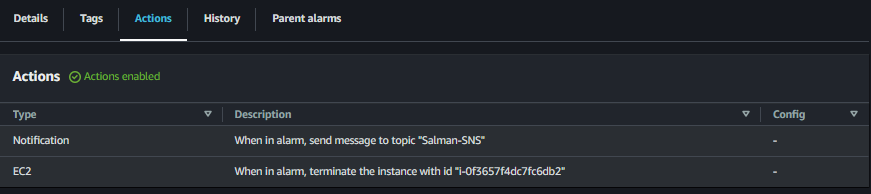 Details Tags Actions History Parent alarms
Actions Actions enabled
Type Description Config
Notification When in alarm, send message to topic "Salman-SNS" -
EC2 When in alarm, terminate the instance with id "i-0f3657f4dc7fc6db2" -